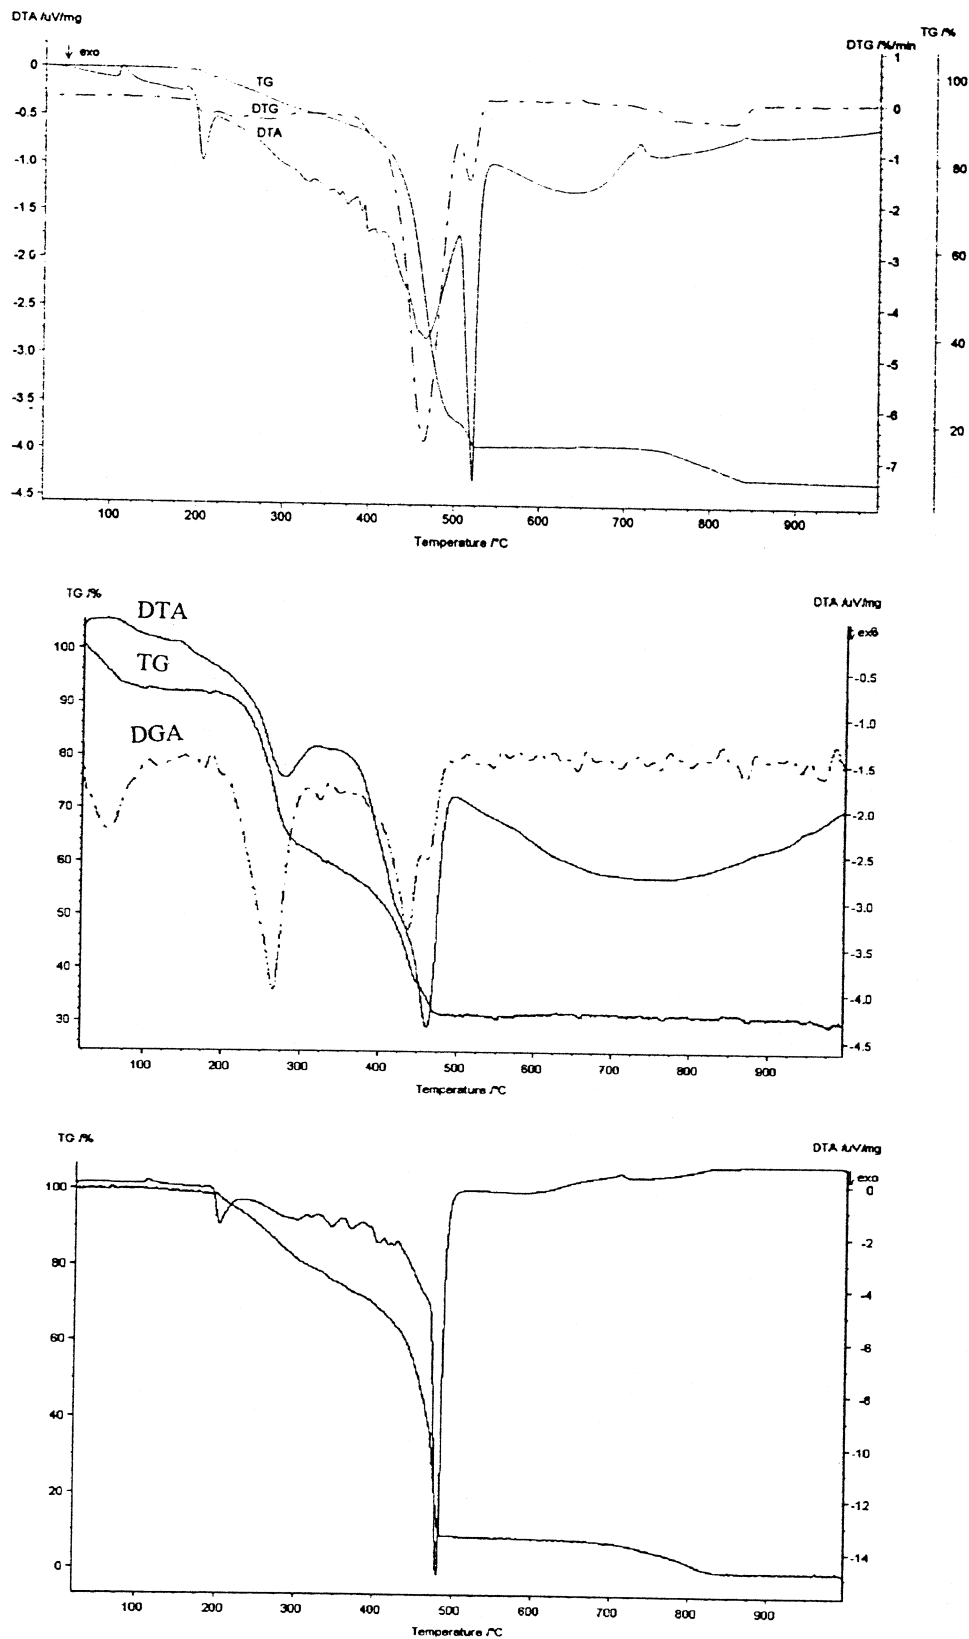 DTA /uV/mg
TG /%
DTG /%/min
↓ exo
1
0
100
TG
0
DTG
-0.5
DTA
-1.0
-1
80
-1.5
-2
-2.0
60
-3
-2.5
-4
-3.0
40
-5
-3.5
-6
20
-4.0
-7
-4.5
100 200 300 400 500 600 700 800 900
Temperature /°C
TG /%
DTA /uV/mg
DTA
exo
100
TG
-0.5
90
-1.0
DGA
80
-1.5
70
-2.0
60
-2.5
50
-3.0
-3.5
40
-4.0
30
-4.5
100 200 300 400 500 600 700 800 900
Temperature /°C
TG /%
DTA /uV/mg
exo
100
0
-2
80
-4
60
-6
-8
40
-10
20
-12
0
-14
100 200 300 400 500 600 700 800 900
Temperature /°C